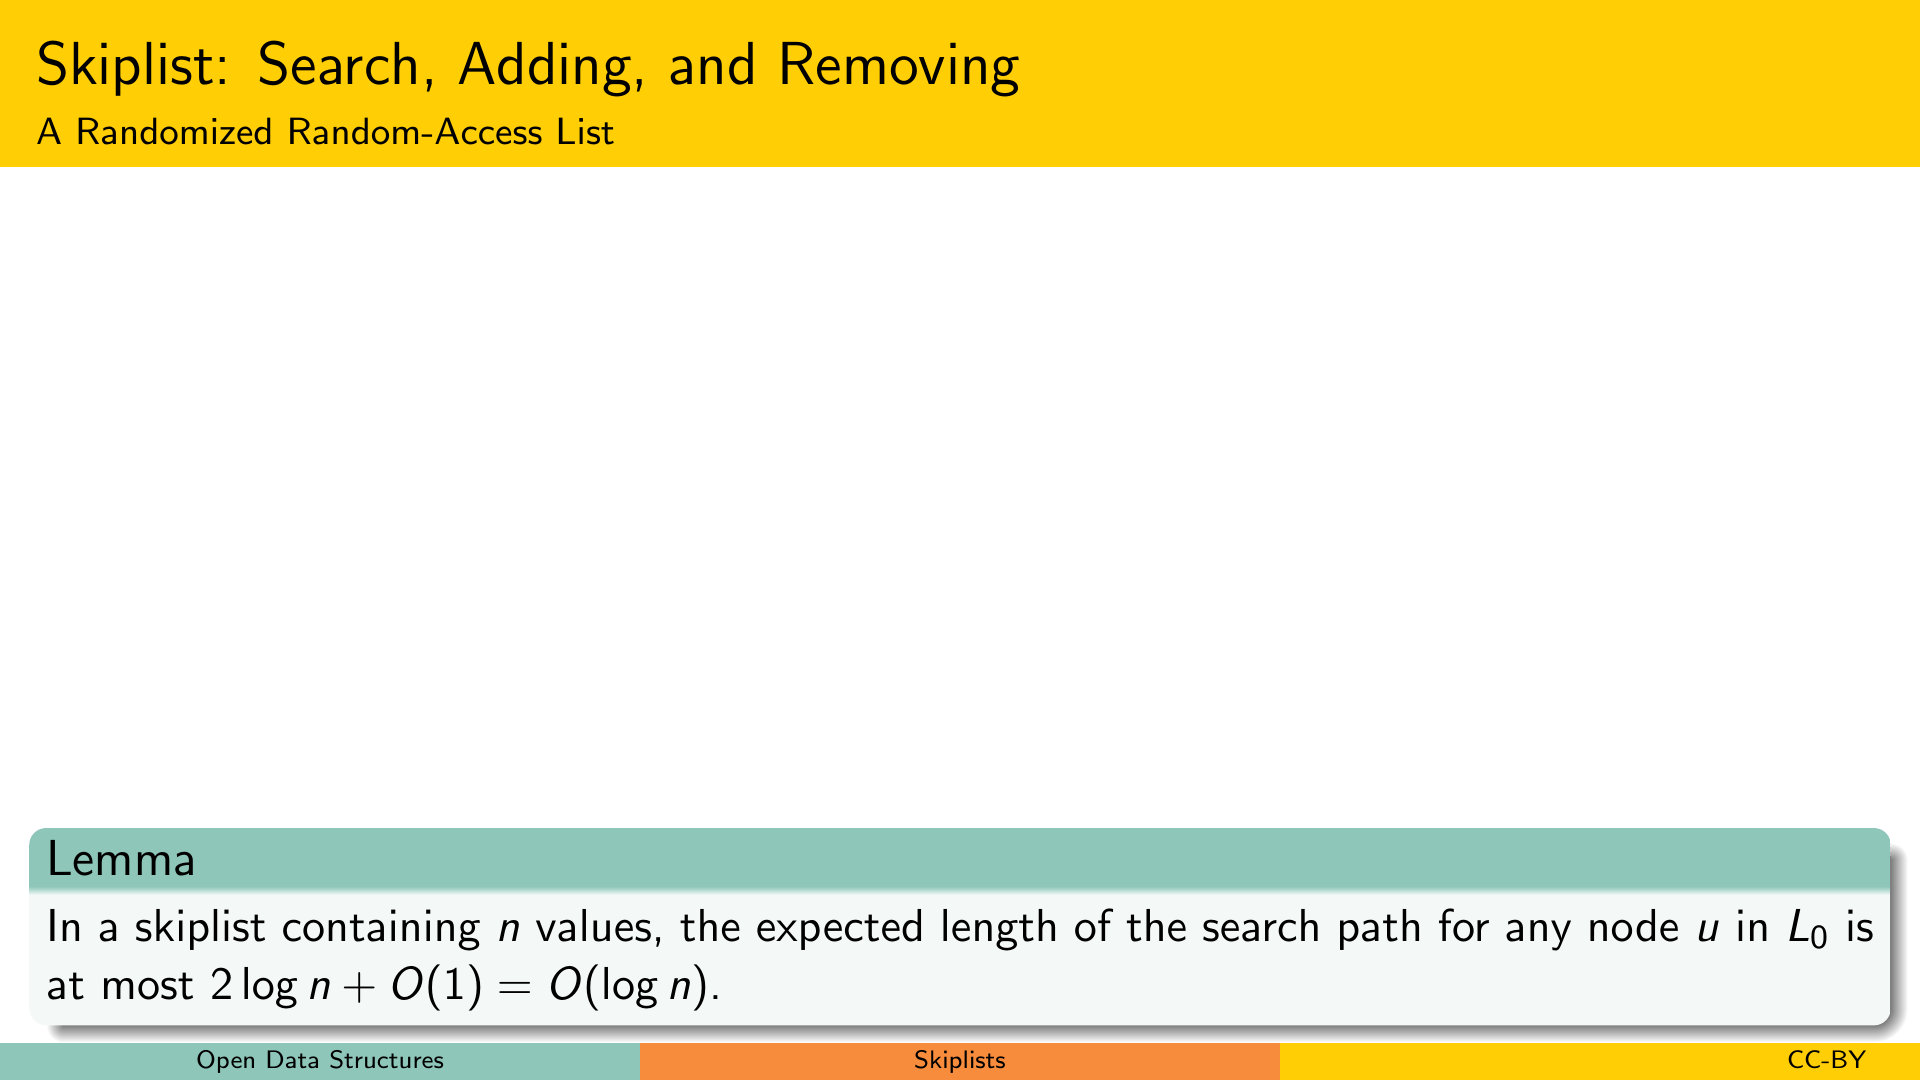 Skiplist: Search, Adding, and Removing
A Randomized Random-Access List
Lemma
In a skiplist containing n values, the expected length of the search path for any node u in L₀ is
at most 2 log n + O(1) = O(log n).
Open Data Structures
Skiplists
CC-BY